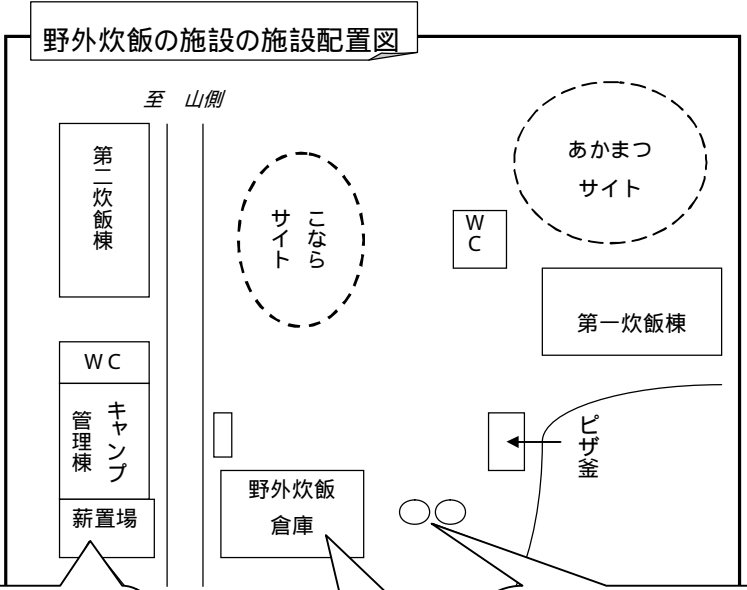 野外炊飯の施設の施設配置図
至 山側
第二炊飯棟
こなら
サイト
あかまつ
サイト
WC
第一炊飯棟
WC
キャンプ
管理棟
薪置場
野外炊飯
倉庫
ピザ釜